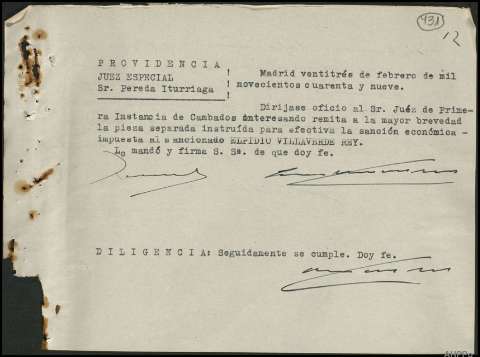 931
12
PROVIDENCIA
JUEZ ESPECIAL
Sr. Pereda Iturriaga
Madrid ventitrés de febrero de mil
novecientos cuarenta y nueve.
Dirijase oficio al Sr. Juéz de Prime-
ra Instancia de Cambados interesando remita a la mayor brevedad
la pieza separada instruída para efectiva la sanción económica -
impuesta al sancionado ELPIDIO VILLAVERDE REY.
Lo mandó y firma S. Sª. de que doy fe.
DILIGENCIA: Seguidamente se cumple. Doy fe.